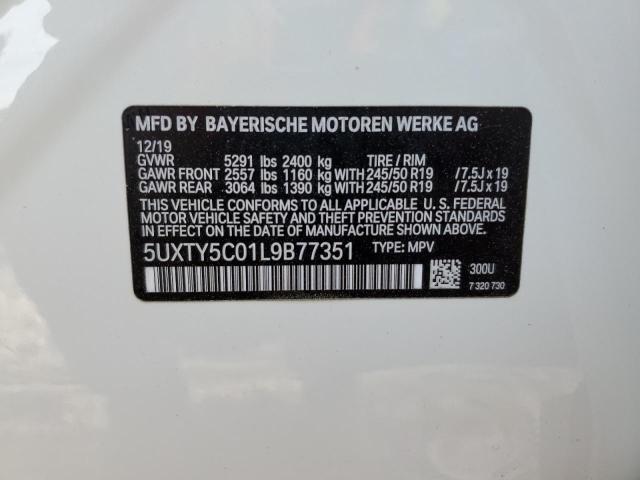 MFD BY BAYERISCHE MOTOREN WERKE AG
12/19
GVWR 5291 lbs 2400 kg TIRE / RIM
GAWR FRONT 2557 lbs 1160 kg WITH 245/50 R19 / 7.5J x 19
GAWR REAR 3064 lbs 1390 kg WITH 245/50 R19 / 7.5J x 19
THIS VEHICLE CONFORMS TO ALL APPLICABLE U. S. FEDERAL
MOTOR VEHICLE SAFETY, BUMPER, AND THEFT PREVENTION STANDARDS
IN EFFECT ON THE DATE OF MANUFACTURE SHOWN ABOVE.
5UXTY5C01L9B77351 TYPE: MPV
300U
7 320 730